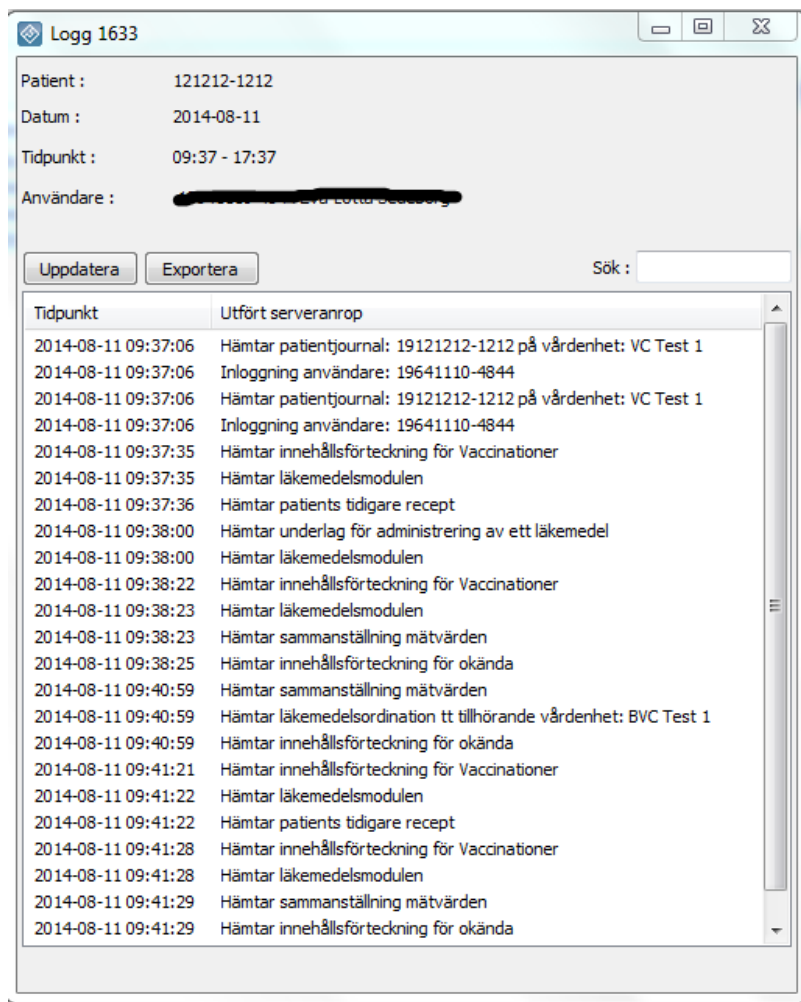 Logg 1633
Patient : 121212-1212
Datum : 2014-08-11
Tidpunkt : 09:37 - 17:37
Användare :
Uppdatera Exportera Sök :
Tidpunkt Utfört serveranrop
2014-08-11 09:37:06 Hämtar patientjournal: 19121212-1212 på vårdenhet: VC Test 1
2014-08-11 09:37:06 Inloggning användare: 19641110-4844
2014-08-11 09:37:06 Hämtar patientjournal: 19121212-1212 på vårdenhet: VC Test 1
2014-08-11 09:37:06 Inloggning användare: 19641110-4844
2014-08-11 09:37:35 Hämtar innehållsförteckning för Vaccinationer
2014-08-11 09:37:35 Hämtar läkemedelsmodulen
2014-08-11 09:37:36 Hämtar patients tidigare recept
2014-08-11 09:38:00 Hämtar underlag för administrering av ett läkemedel
2014-08-11 09:38:00 Hämtar läkemedelsmodulen
2014-08-11 09:38:22 Hämtar innehållsförteckning för Vaccinationer
2014-08-11 09:38:23 Hämtar läkemedelsmodulen
2014-08-11 09:38:23 Hämtar sammanställning mätvärden
2014-08-11 09:38:25 Hämtar innehållsförteckning för okända
2014-08-11 09:40:59 Hämtar sammanställning mätvärden
2014-08-11 09:40:59 Hämtar läkemedelsordination tt tillhörande vårdenhet: BVC Test 1
2014-08-11 09:40:59 Hämtar innehållsförteckning för okända
2014-08-11 09:41:21 Hämtar innehållsförteckning för Vaccinationer
2014-08-11 09:41:22 Hämtar läkemedelsmodulen
2014-08-11 09:41:22 Hämtar patients tidigare recept
2014-08-11 09:41:28 Hämtar innehållsförteckning för Vaccinationer
2014-08-11 09:41:28 Hämtar läkemedelsmodulen
2014-08-11 09:41:29 Hämtar sammanställning mätvärden
2014-08-11 09:41:29 Hämtar innehållsförteckning för okända